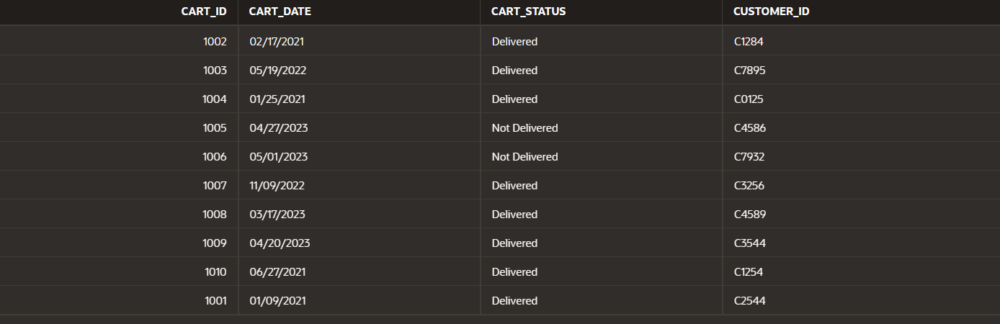 CART_ID CART_DATE CART_STATUS CUSTOMER_ID
1002 02/17/2021 Delivered C1284
1003 05/19/2022 Delivered C7895
1004 01/25/2021 Delivered C0125
1005 04/27/2023 Not Delivered C4586
1006 05/01/2023 Not Delivered C7932
1007 11/09/2022 Delivered C3256
1008 03/17/2023 Delivered C4589
1009 04/20/2023 Delivered C3544
1010 06/27/2021 Delivered C1254
1001 01/09/2021 Delivered C2544